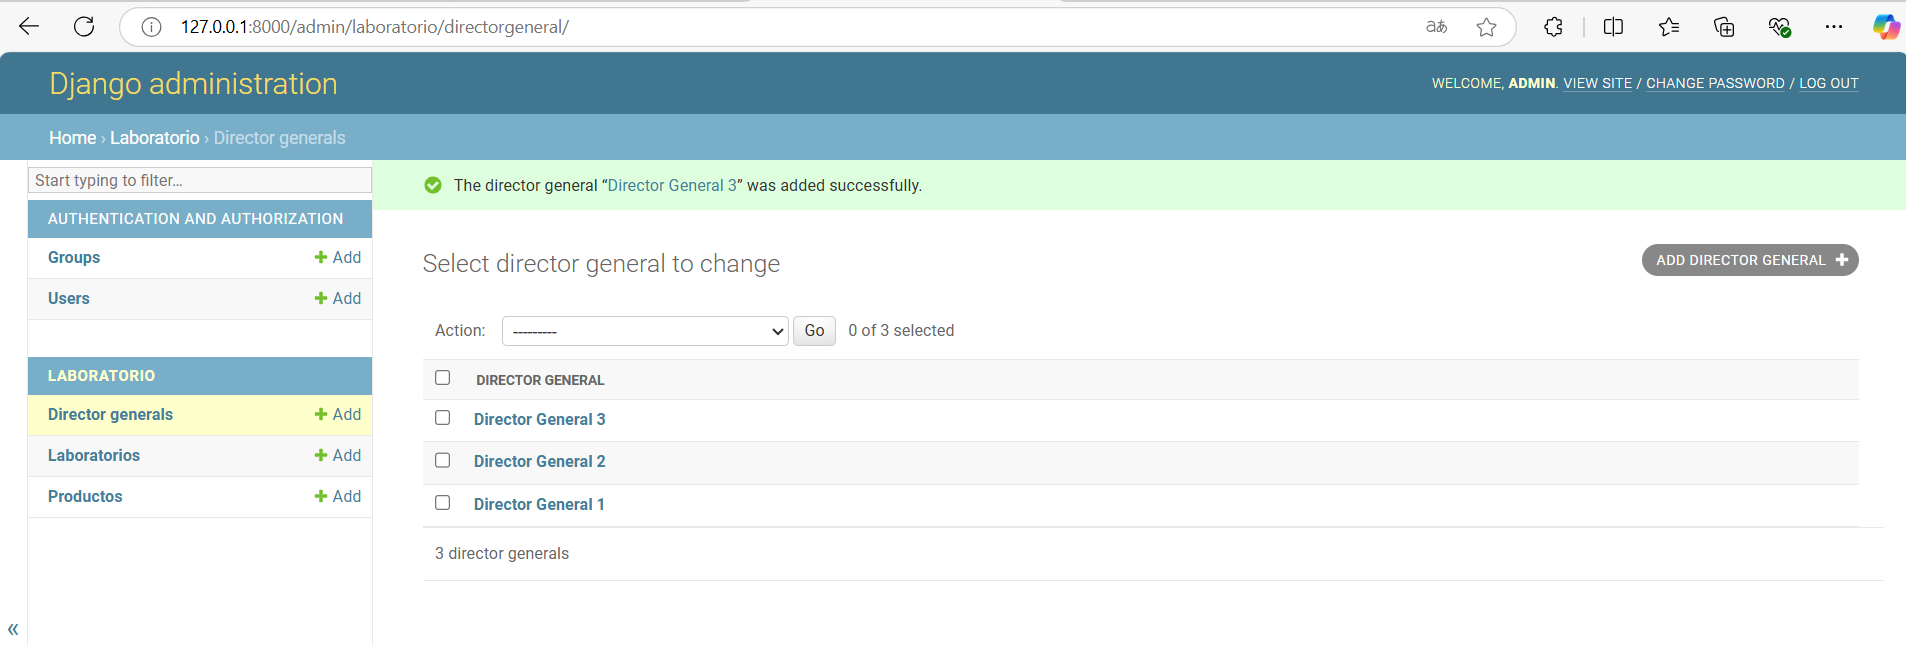 127.0.0.1:8000/admin/laboratorio/directorgeneral/
Django administration
WELCOME, ADMIN. VIEW SITE / CHANGE PASSWORD / LOG OUT
Home › Laboratorio › Director generals
Start typing to filter...
AUTHENTICATION AND AUTHORIZATION
Groups + Add
Users + Add
LABORATORIO
Director generals + Add
Laboratorios + Add
Productos + Add
«
The director general “Director General 3” was added successfully.
Select director general to change
ADD DIRECTOR GENERAL +
Action: --------- Go 0 of 3 selected
DIRECTOR GENERAL
Director General 3
Director General 2
Director General 1
3 director generals